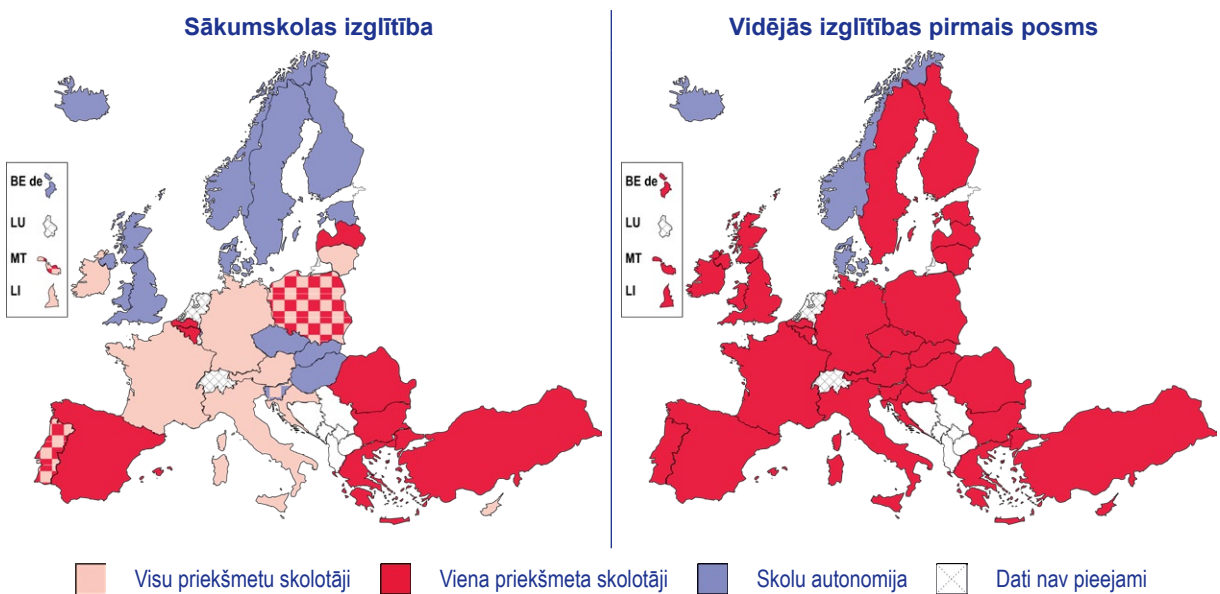 Sākumskolas izglītība
Vidējās izglītības pirmais posms
BE de
LU
MT
LI
BE de
LU
MT
LI
Visu priekšmetu skolotāji
Viena priekšmeta skolotāji
Skolu autonomija
Dati nav pieejami